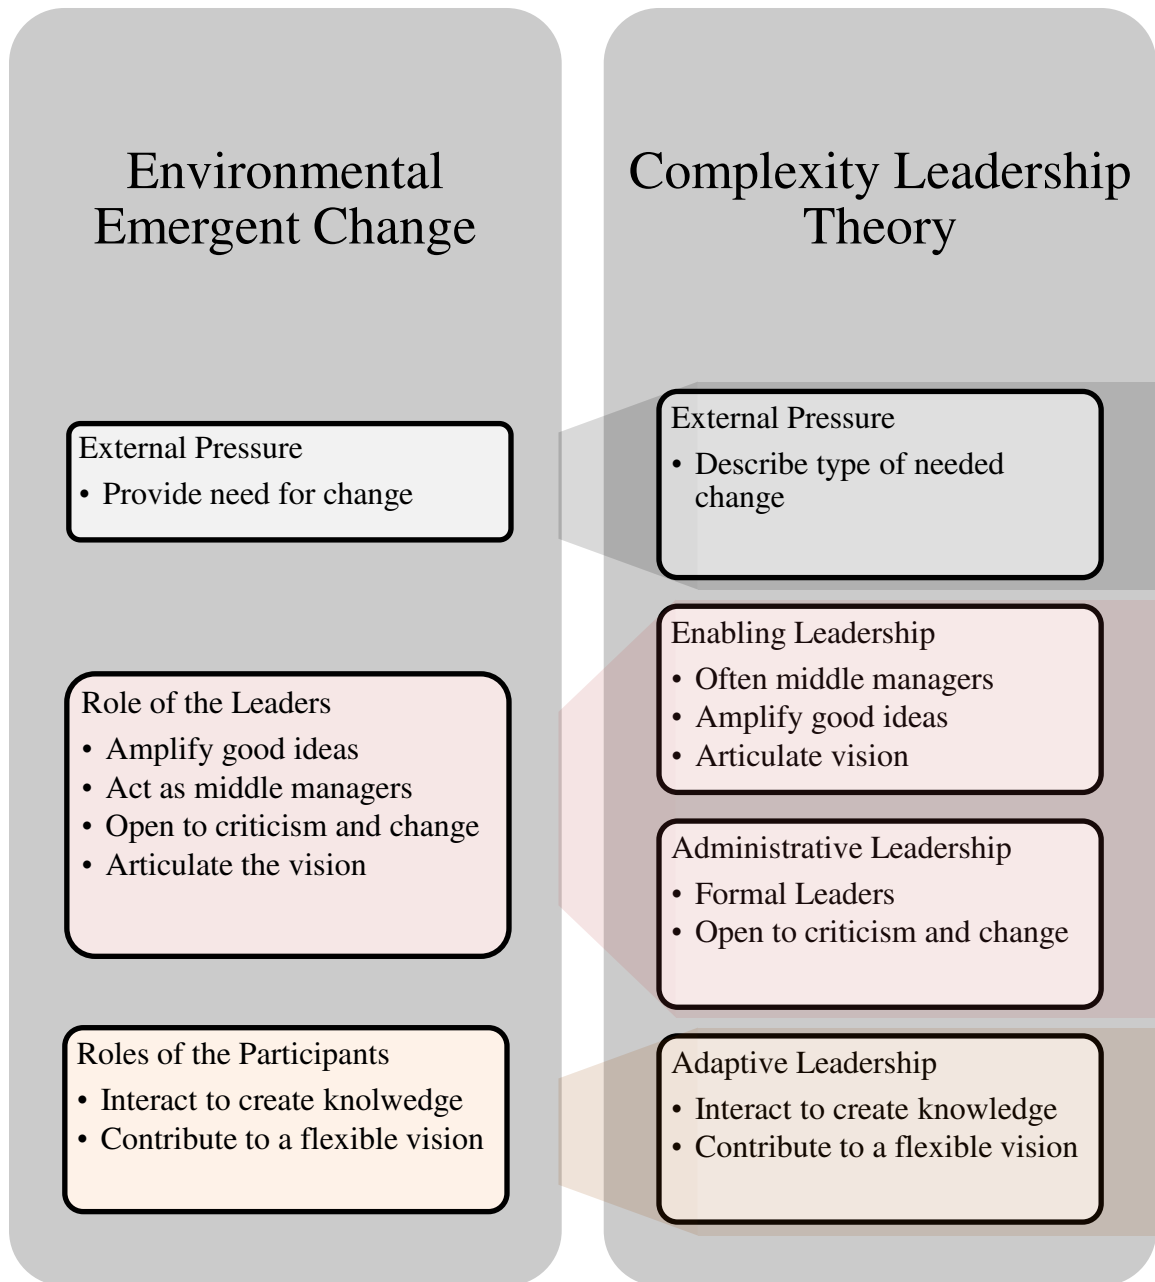 Environmental
Emergent Change
External Pressure
• Provide need for change
Role of the Leaders
• Amplify good ideas
• Act as middle managers
• Open to criticism and change
• Articulate the vision
Roles of the Participants
• Interact to create knolwedge
• Contribute to a flexible vision
Complexity Leadership
Theory
External Pressure
• Describe type of needed
change
Enabling Leadership
• Often middle managers
• Amplify good ideas
• Articulate vision
Administrative Leadership
• Formal Leaders
• Open to criticism and change
Adaptive Leadership
• Interact to create knowledge
• Contribute to a flexible vision